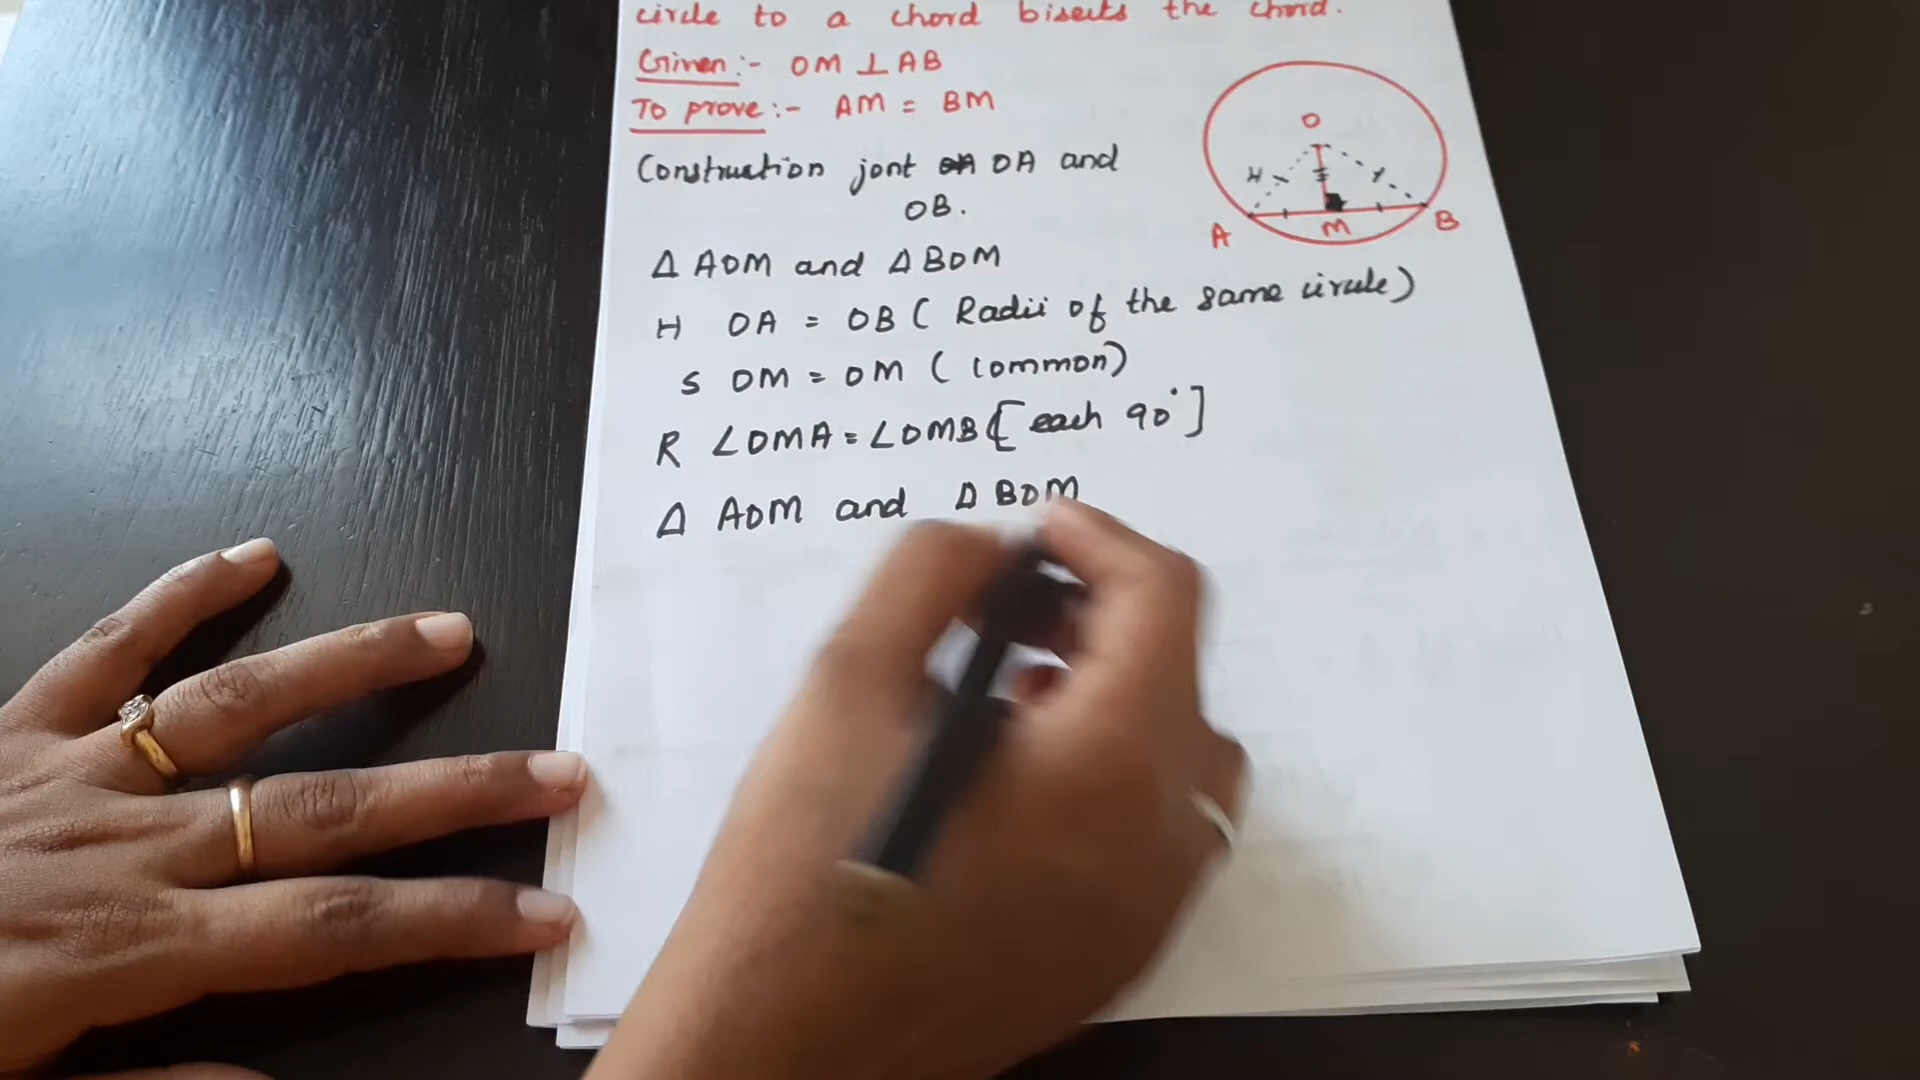 circle to a chord bisects the chord.
Given :- OM ⊥ AB
To prove :- AM = BM
Construction jont OA and
OB.
Δ AOM and Δ BOM
H OA = OB ( Radii of the same circle)
S OM = OM ( common)
R ∠OMA = ∠OMB [ each 90° ]
Δ AOM and Δ BOM
O
H
A
M
B